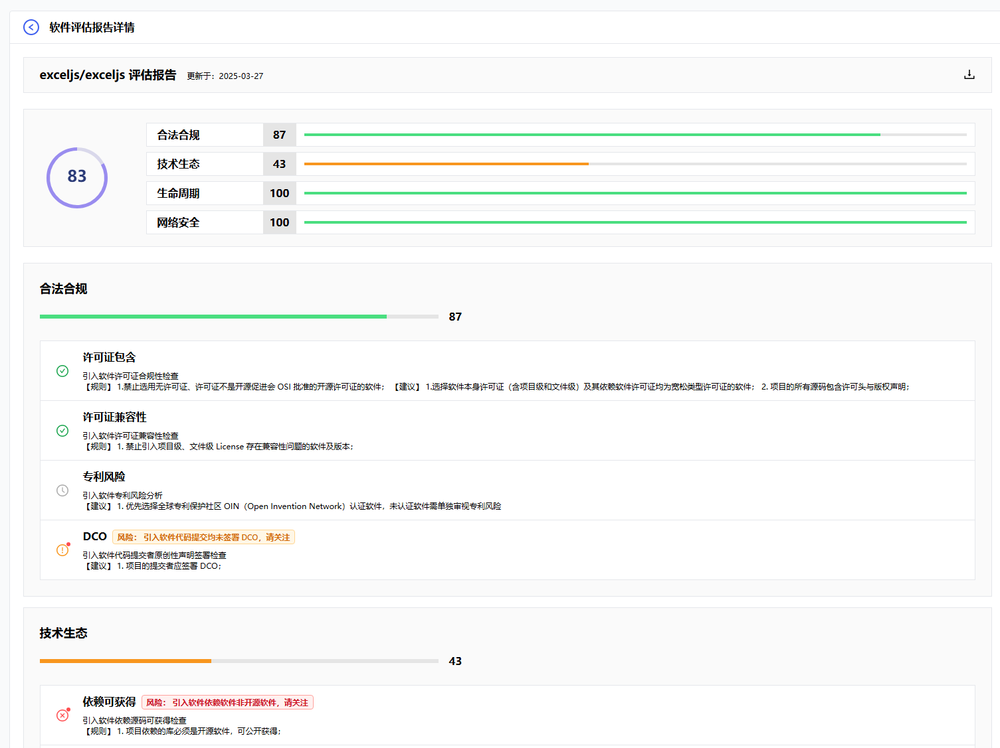 软件评估报告详情
exceljs/exceljs 评估报告 更新于：2025-03-27
83
合法合规 87
技术生态 43
生命周期 100
网络安全 100
合法合规
87
许可证包含
引入软件许可证合规性检查
【规则】 1.禁止选用无许可证、许可证不是开源促进会 OSI 批准的开源许可证的软件； 【建议】 1.选择软件本身许可证（含项目级和文件级）及其依赖软件许可证均为宽松类型许可证的软件； 2. 项目的所有源码包含许可头与版权声明；
许可证兼容性
引入软件许可证兼容性检查
【规则】 1. 禁止引入项目级、文件级 License 存在兼容性问题的软件及版本；
专利风险
引入软件专利风险分析
【建议】 1. 优先选择全球专利保护社区 OIN（Open Invention Network）认证软件，未认证软件需单独审视专利风险
DCO 风险： 引入软件代码提交均未签署 DCO，请关注
引入软件代码提交者原创性声明签署检查
【建议】 1. 项目的提交者应签署 DCO；
技术生态
43
依赖可获得 风险： 引入软件依赖软件非开源软件，请关注
引入软件依赖源码可获得检查
【规则】 1. 项目依赖的库必须是开源软件，可公开获得；